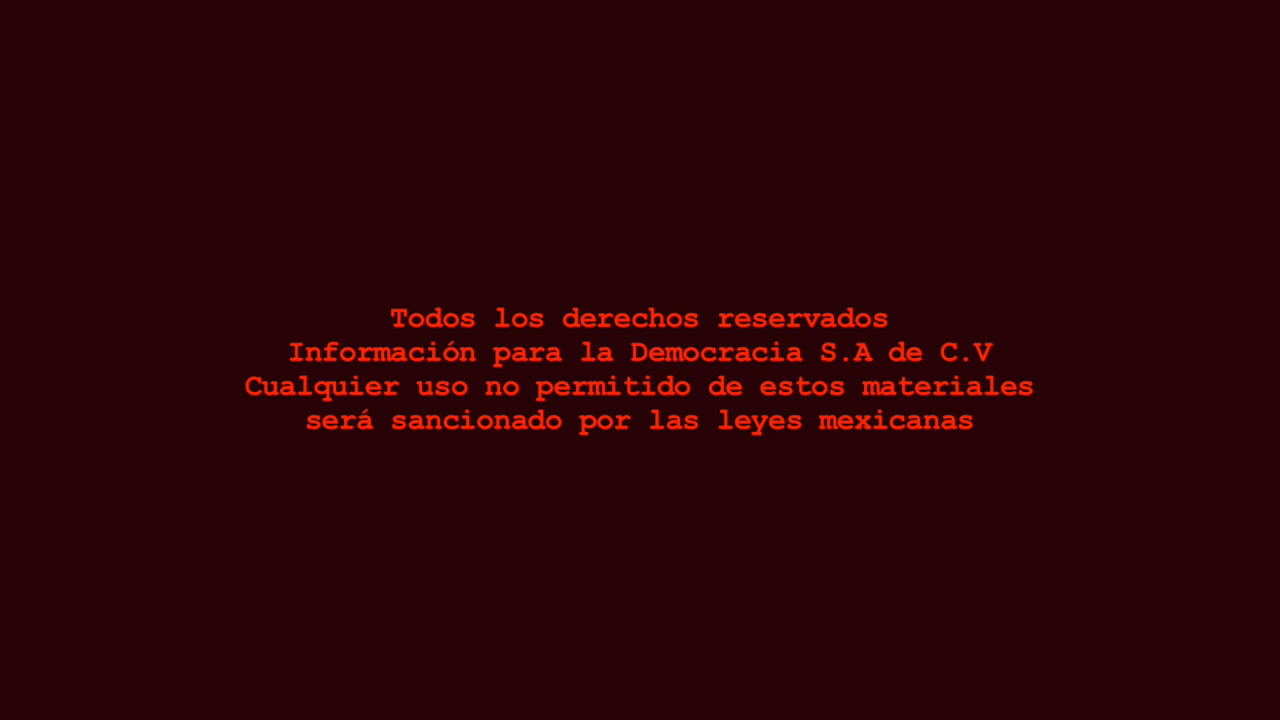 Todos los derechos reservados
Información para la Democracia S.A de C.V
Cualquier uso no permitido de estos materiales
será sancionado por las leyes mexicanas